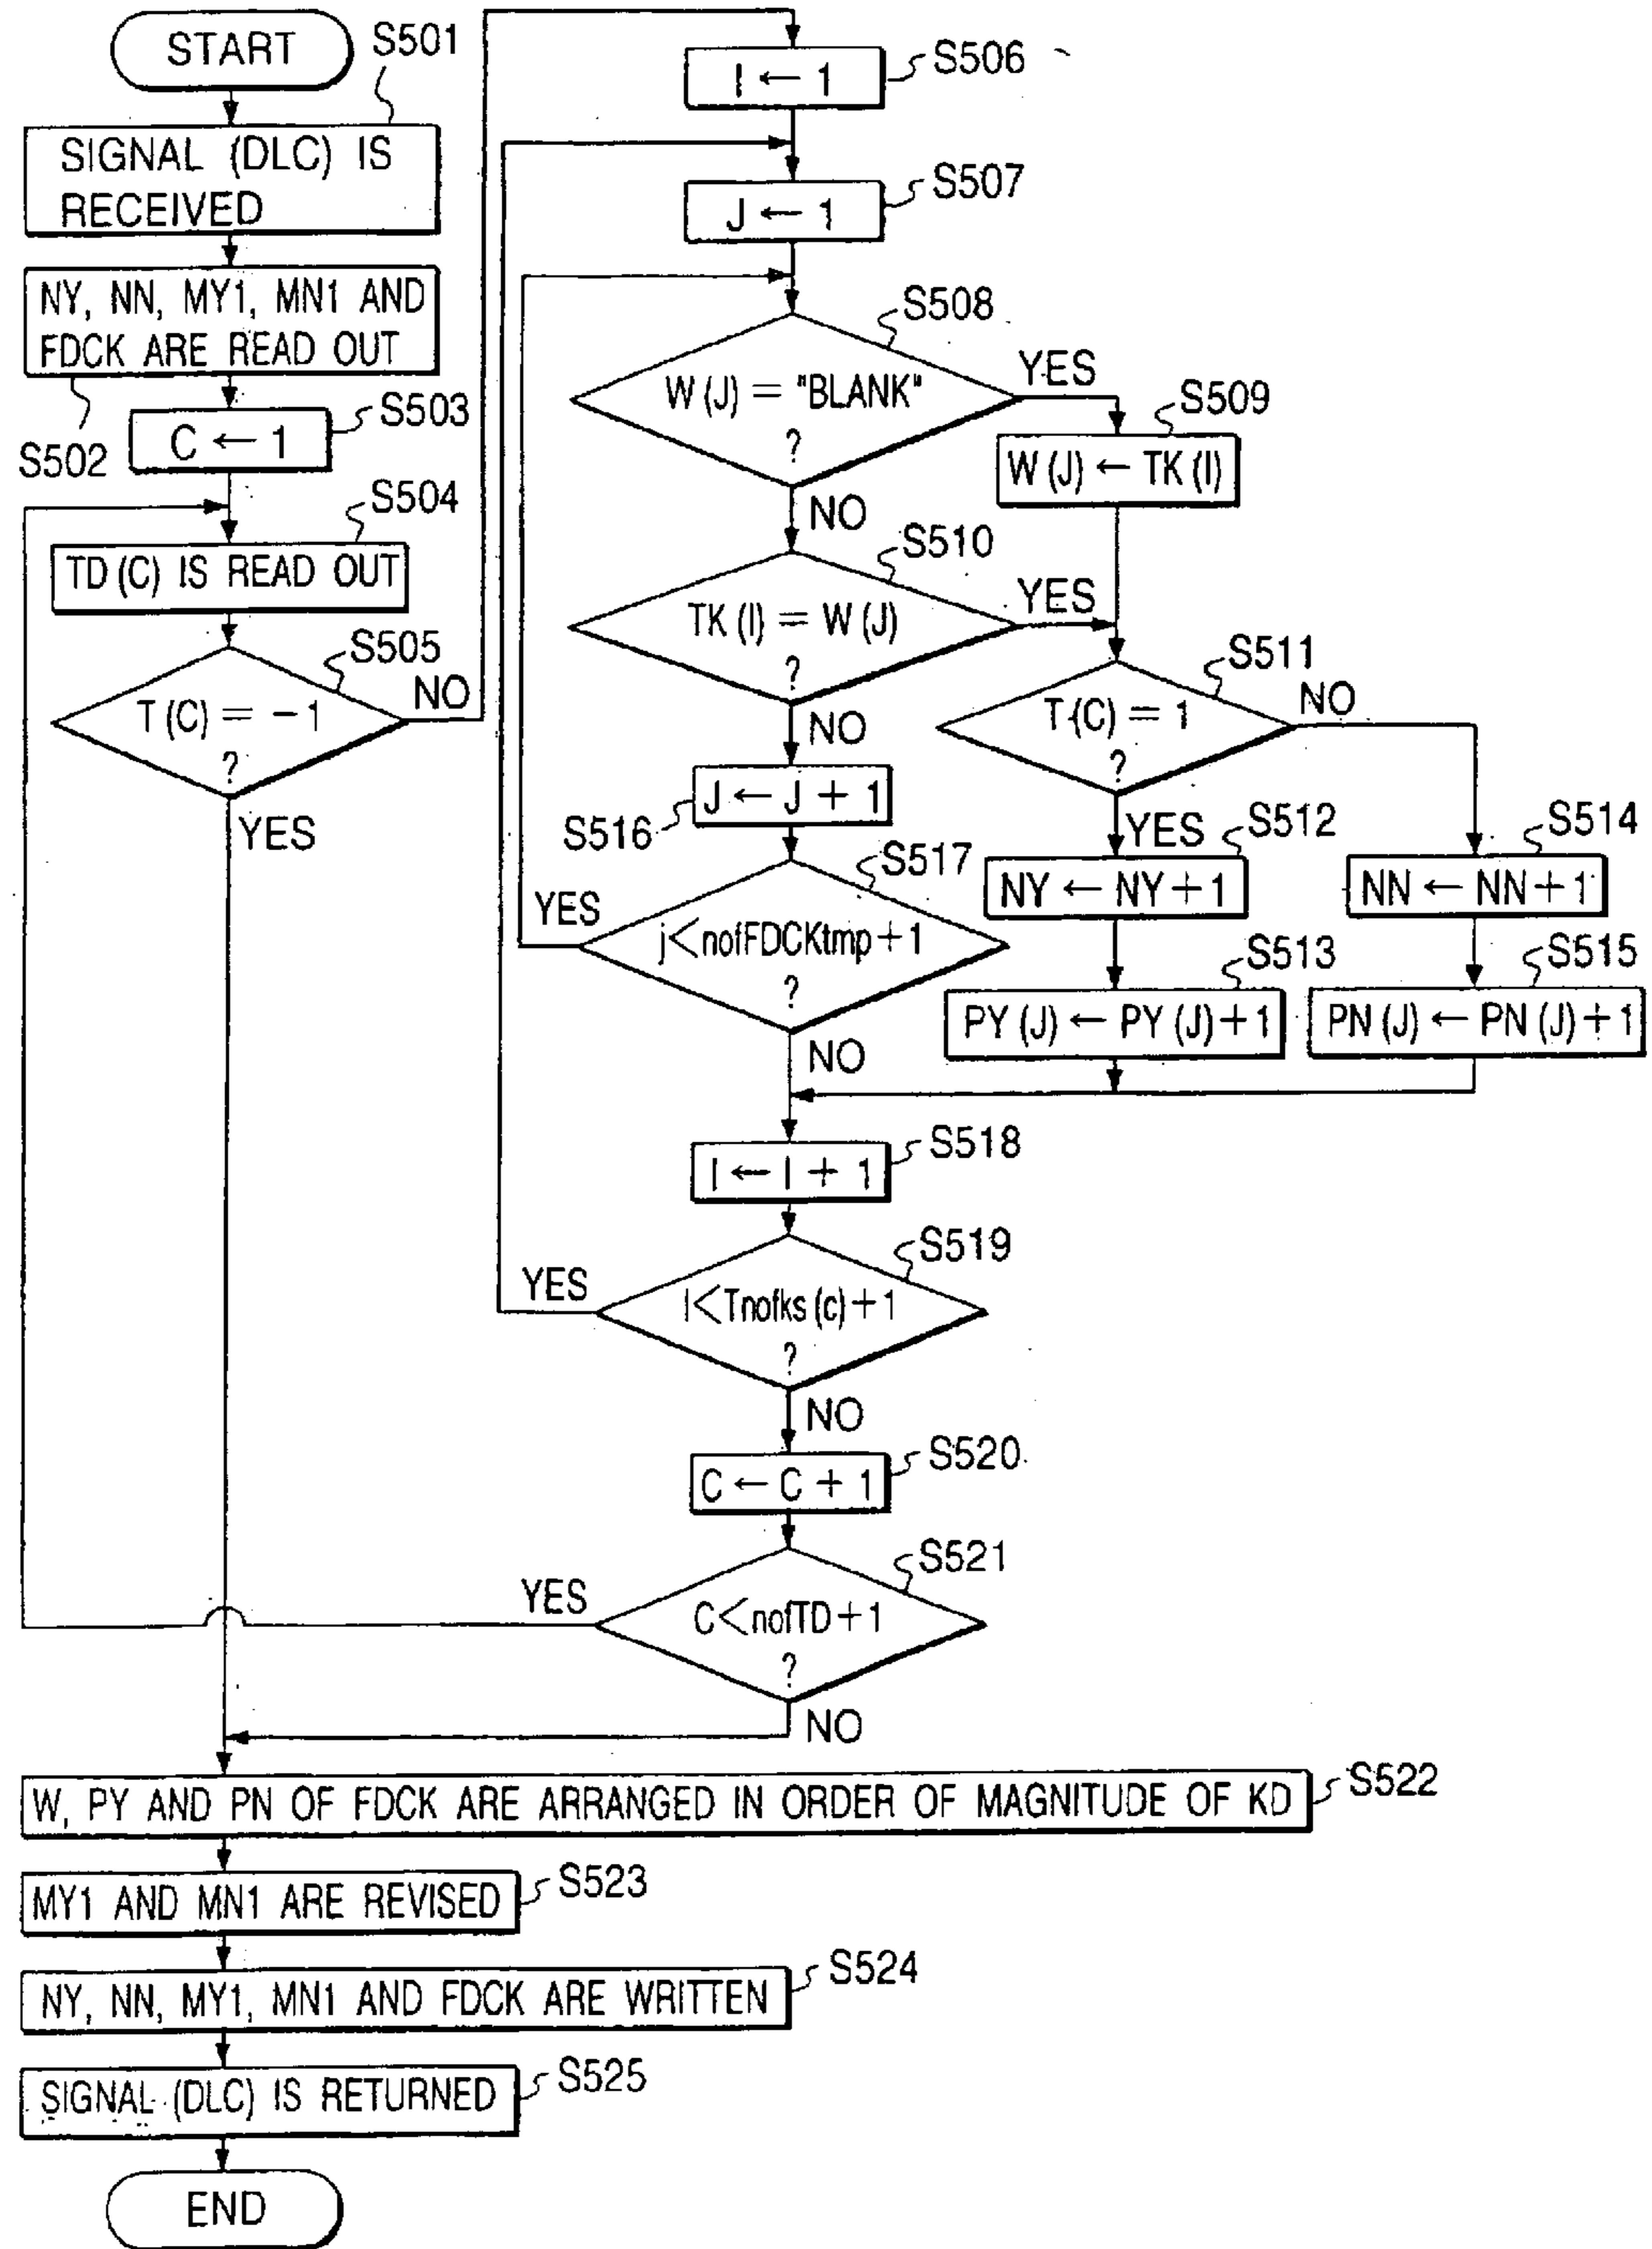 START
S501
SIGNAL (DLC) IS
RECEIVED
NY, NN, MY1, MN1 AND
FDCK ARE READ OUT
S502
C ← 1
S503
S504
TD (C) IS READ OUT
S505
T (C) = −1
?
NO
YES
I ← 1
S506
J ← 1
S507
S508
W (J) = "BLANK"
?
YES
NO
S509
W (J) ← TK (I)
S510
TK (I) = W (J)
?
YES
NO
S511
T (C) = 1
?
NO
YES
S512
NY ← NY + 1
S513
PY (J) ← PY (J) + 1
S514
NN ← NN + 1
S515
PN (J) ← PN (J) + 1
S516
J ← J + 1
S517
j < nofFDCKtmp + 1
?
YES
NO
S518
I ← I + 1
S519
I < Tnofks (c) + 1
?
YES
NO
S520
C ← C + 1
S521
C < nofTD + 1
?
YES
NO
W, PY AND PN OF FDCK ARE ARRANGED IN ORDER OF MAGNITUDE OF KD
S522
MY1 AND MN1 ARE REVISED
S523
NY, NN, MY1, MN1 AND FDCK ARE WRITTEN
S524
SIGNAL (DLC) IS RETURNED
S525
END